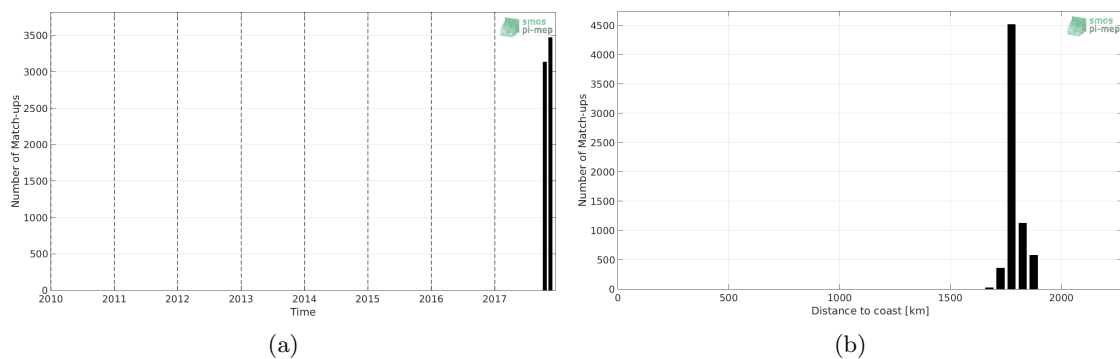 smos
pi-mep
3500
3000
2500
2000
1500
1000
500
0
Number of Match-ups
2010 2011 2012 2013 2014 2015 2016 2017
Time
(a)
smos
pi-mep
4500
4000
3500
3000
2500
2000
1500
1000
500
0
Number of Match-ups
0 500 1000 1500 2000
Distance to coast [km]
(b)